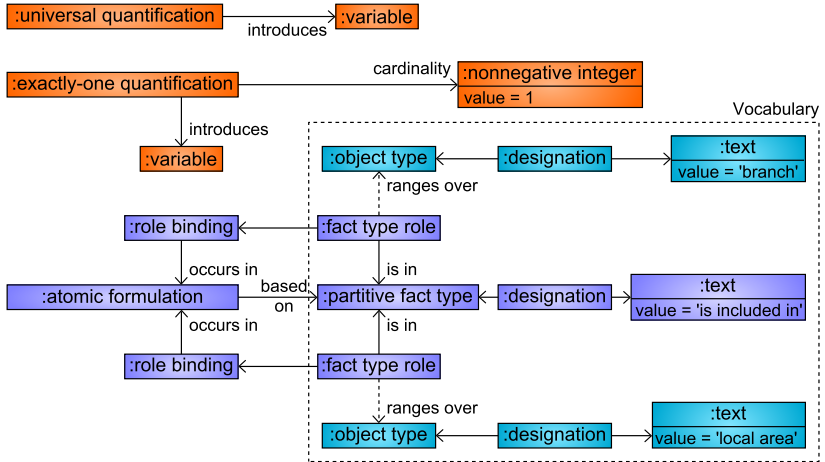 :universal quantification
introduces
:variable
:exactly-one quantification
cardinality
:nonnegative integer
value = 1
introduces
:variable
Vocabulary
:object type
:designation
:text
value = 'branch'
ranges over
:role binding
:fact type role
occurs in
is in
:atomic formulation
based
on
:partitive fact type
:designation
:text
value = 'is included in'
occurs in
is in
:role binding
:fact type role
ranges over
:object type
:designation
:text
value = 'local area'